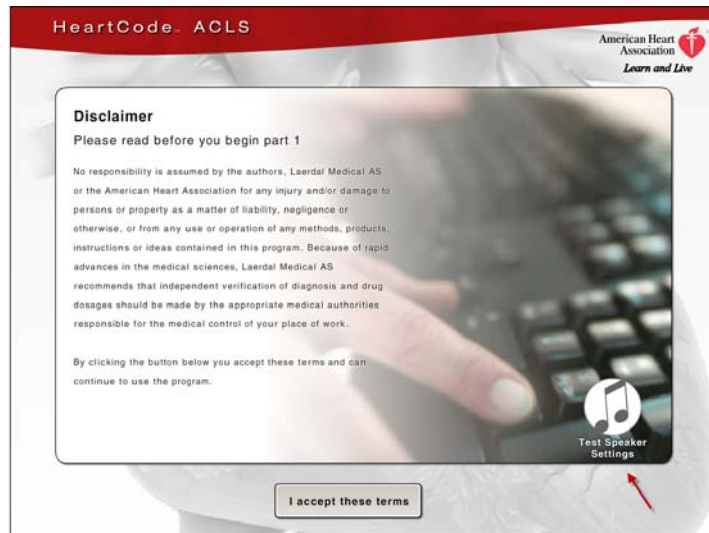 HeartCode™ ACLS
American Heart
Association
Learn and Live
Disclaimer
Please read before you begin part 1
No responsibility is assumed by the authors, Laerdal Medical AS
or the American Heart Association for any injury and/or damage to
persons or property as a matter of liability, negligence or
otherwise, or from any use or operation of any methods, products,
instructions or ideas contained in this program. Because of rapid
advances in the medical sciences, Laerdal Medical AS
recommends that independent verification of diagnosis and drug
dosages should be made by the appropriate medical authorities
responsible for the medical control of your place of work.
By clicking the button below you accept these terms and can
continue to use the program.
Test Speaker
Settings
I accept these terms